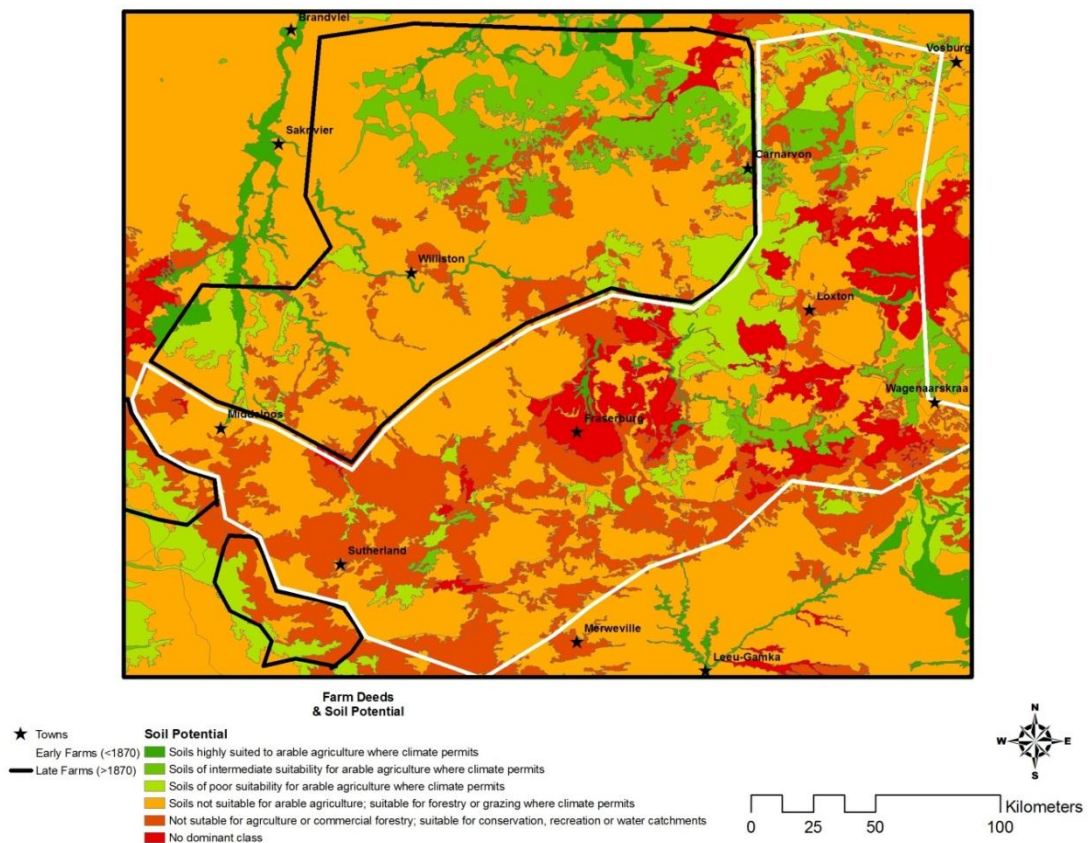 Brandvlei
Vosburg
Sakrivier
Carnarvon
Williston
Loxton
Wagenaarskraa
Middelpos
Fraserburg
Sutherland
Merweville
Leeu-Gamka
Farm Deeds
& Soil Potential
Towns
Early Farms (<1870)
Late Farms (>1870)
Soil Potential
Soils highly suited to arable agriculture where climate permits
Soils of intermediate suitability for arable agriculture where climate permits
Soils of poor suitability for arable agriculture where climate permits
Soils not suitable for arable agriculture; suitable for forestry or grazing where climate permits
Not sutable for agriculture or commercial forestry; suitable for conservation, recreation or water catchments
No dominant class
N
W E
S
Kilometers
0 25 50 100